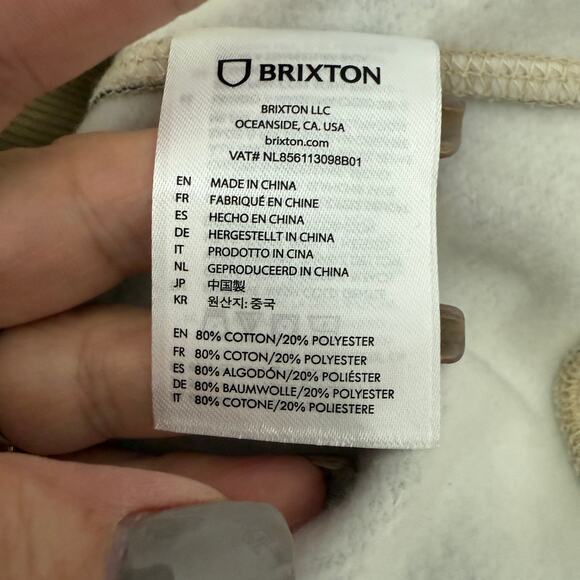 BRIXTON
BRIXTON LLC
OCEANSIDE, CA. USA
brixton.com
VAT# NL856113098B01
EN MADE IN CHINA
FR FABRIQUÉ EN CHINE
ES HECHO EN CHINA
DE HERGESTELLT IN CHINA
IT PRODOTTO IN CINA
NL GEPRODUCEERD IN CHINA
JP 中国製
KR 원산지: 중국
EN 80% COTTON/20% POLYESTER
FR 80% COTON/20% POLYESTER
ES 80% ALGODÓN/20% POLIÉSTER
DE 80% BAUMWOLLE/20% POLYESTER
IT 80% COTONE/20% POLIESTERE